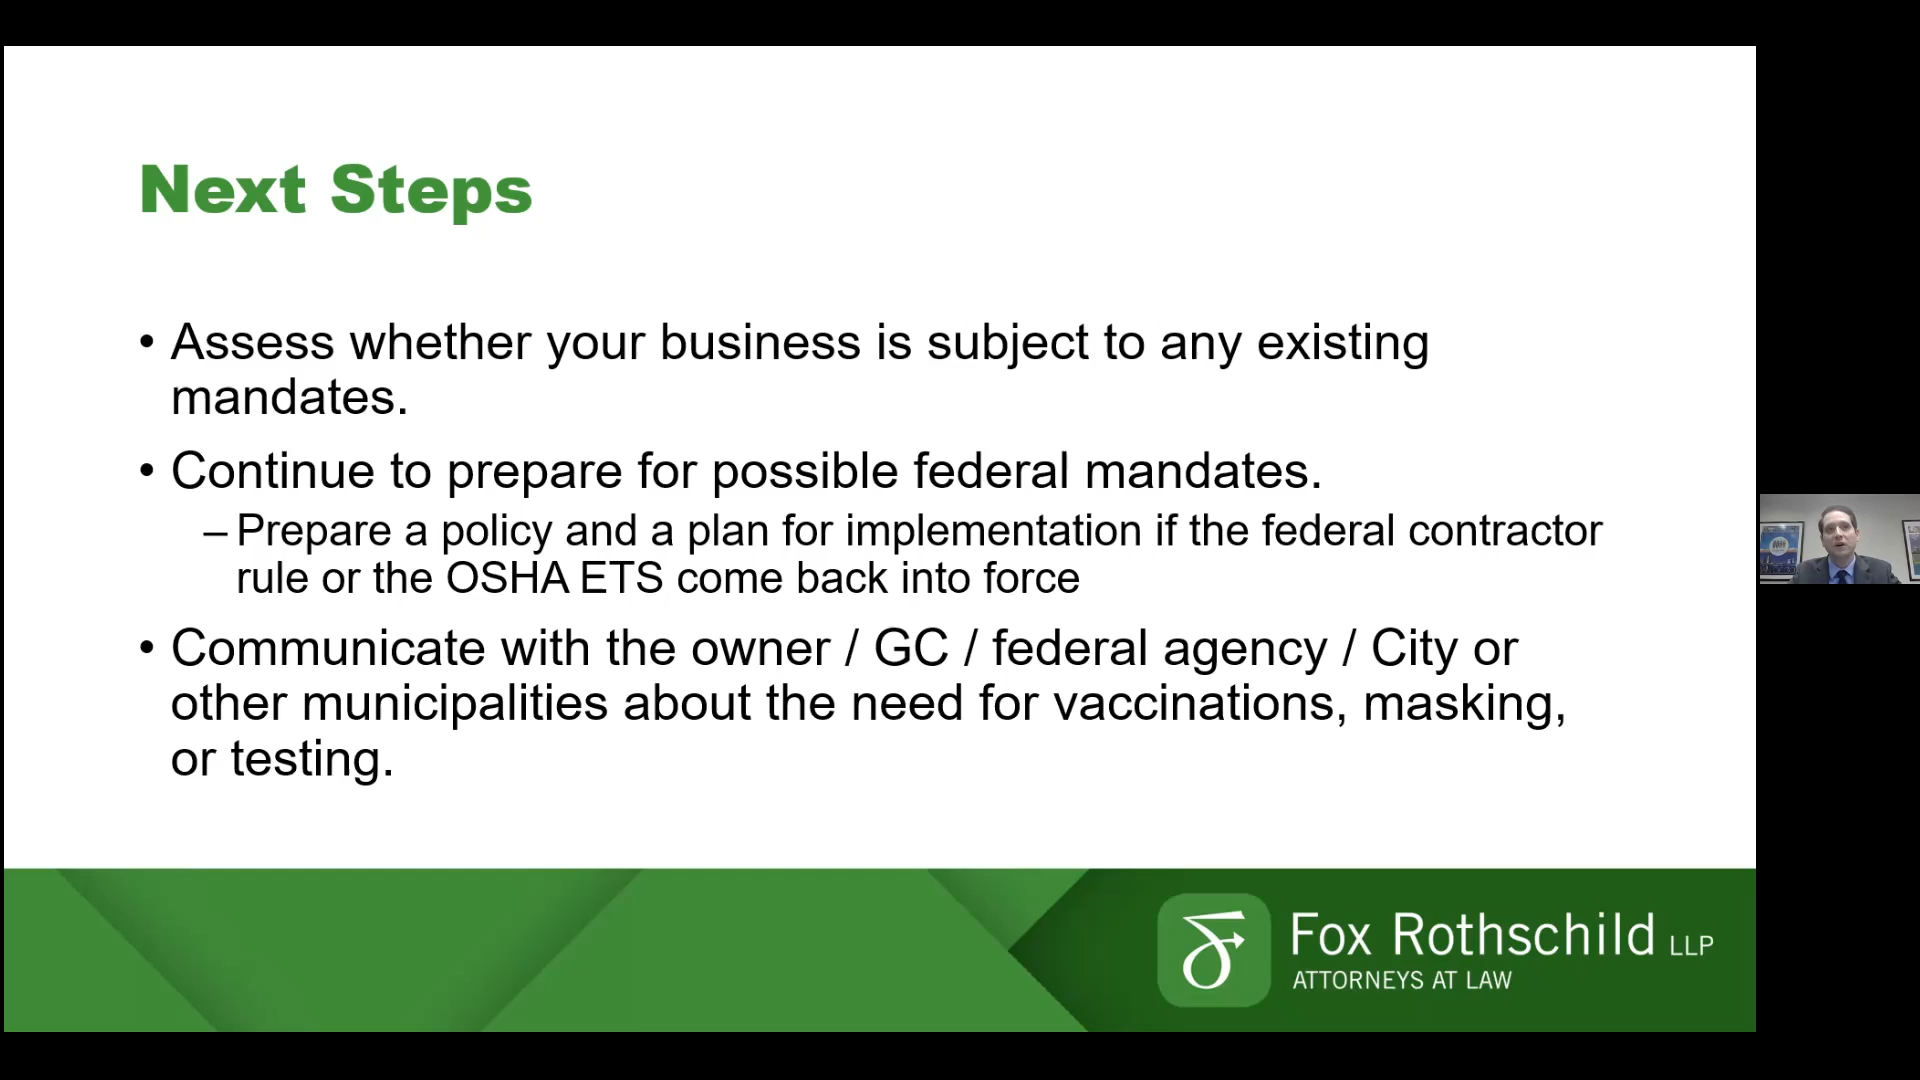 Next Steps
• Assess whether your business is subject to any existing
mandates.
• Continue to prepare for possible federal mandates.
– Prepare a policy and a plan for implementation if the federal contractor
rule or the OSHA ETS come back into force
• Communicate with the owner / GC / federal agency / City or
other municipalities about the need for vaccinations, masking,
or testing.
Fox Rothschild LLP
ATTORNEYS AT LAW